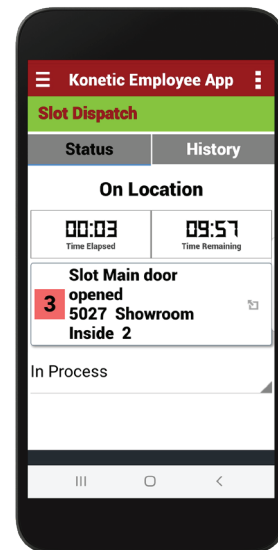 Konetic Employee App
Slot Dispatch
Status History
On Location
00:03 09:57
Time Elapsed Time Remaining
Slot Main door
opened
3
5027 Showroom
Inside 2
In Process